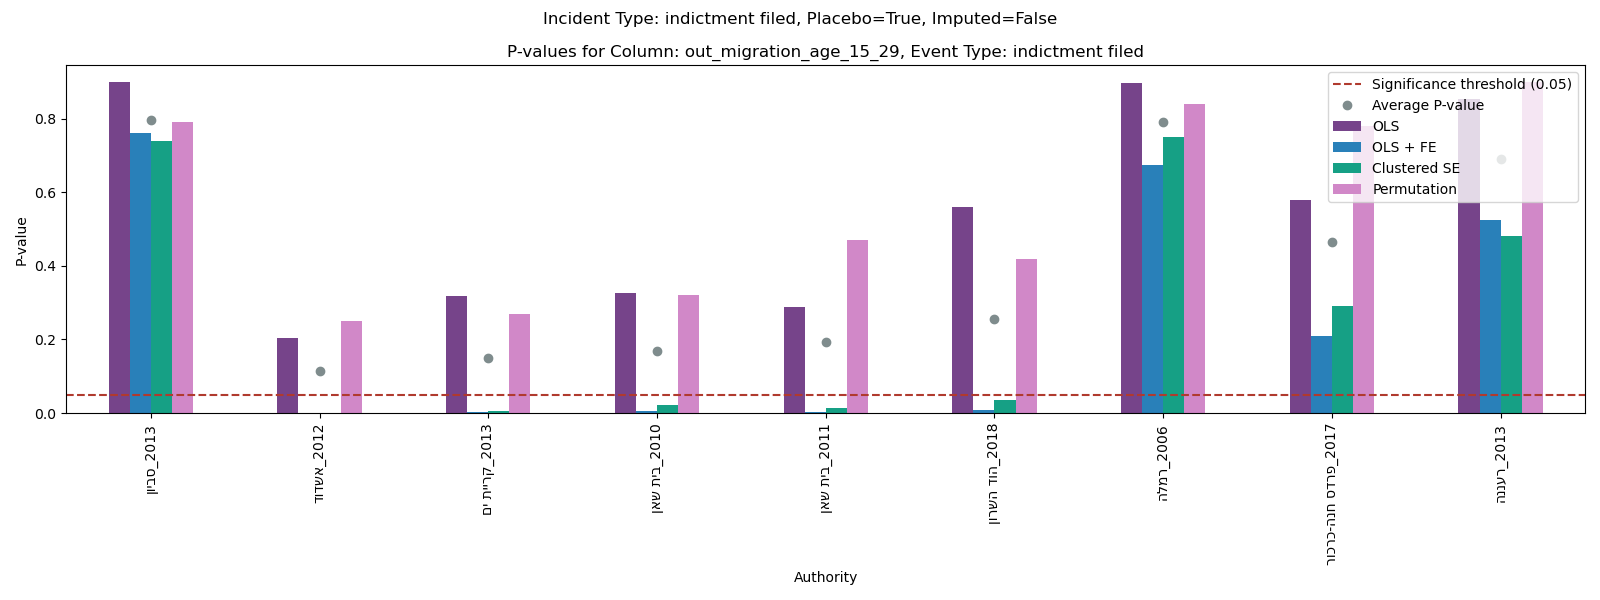 Incident Type: indictment filed, Placebo=True, Imputed=False
P-values for Column: out_migration_age_15_29, Event Type: indictment filed
Significance threshold (0.05)
Average P-value
OLS
OLS + FE
Clustered SE
Permutation
P-value
0.8
0.6
0.4
0.2
0.0
סביון_2013
אשדוד_2012
קריית ים_2013
בית שאן_2010
בית שאן_2011
הוד השרון_2018
רמלה_2006
פרדס חנה-כרכור_2017
רעננה_2013
Authority